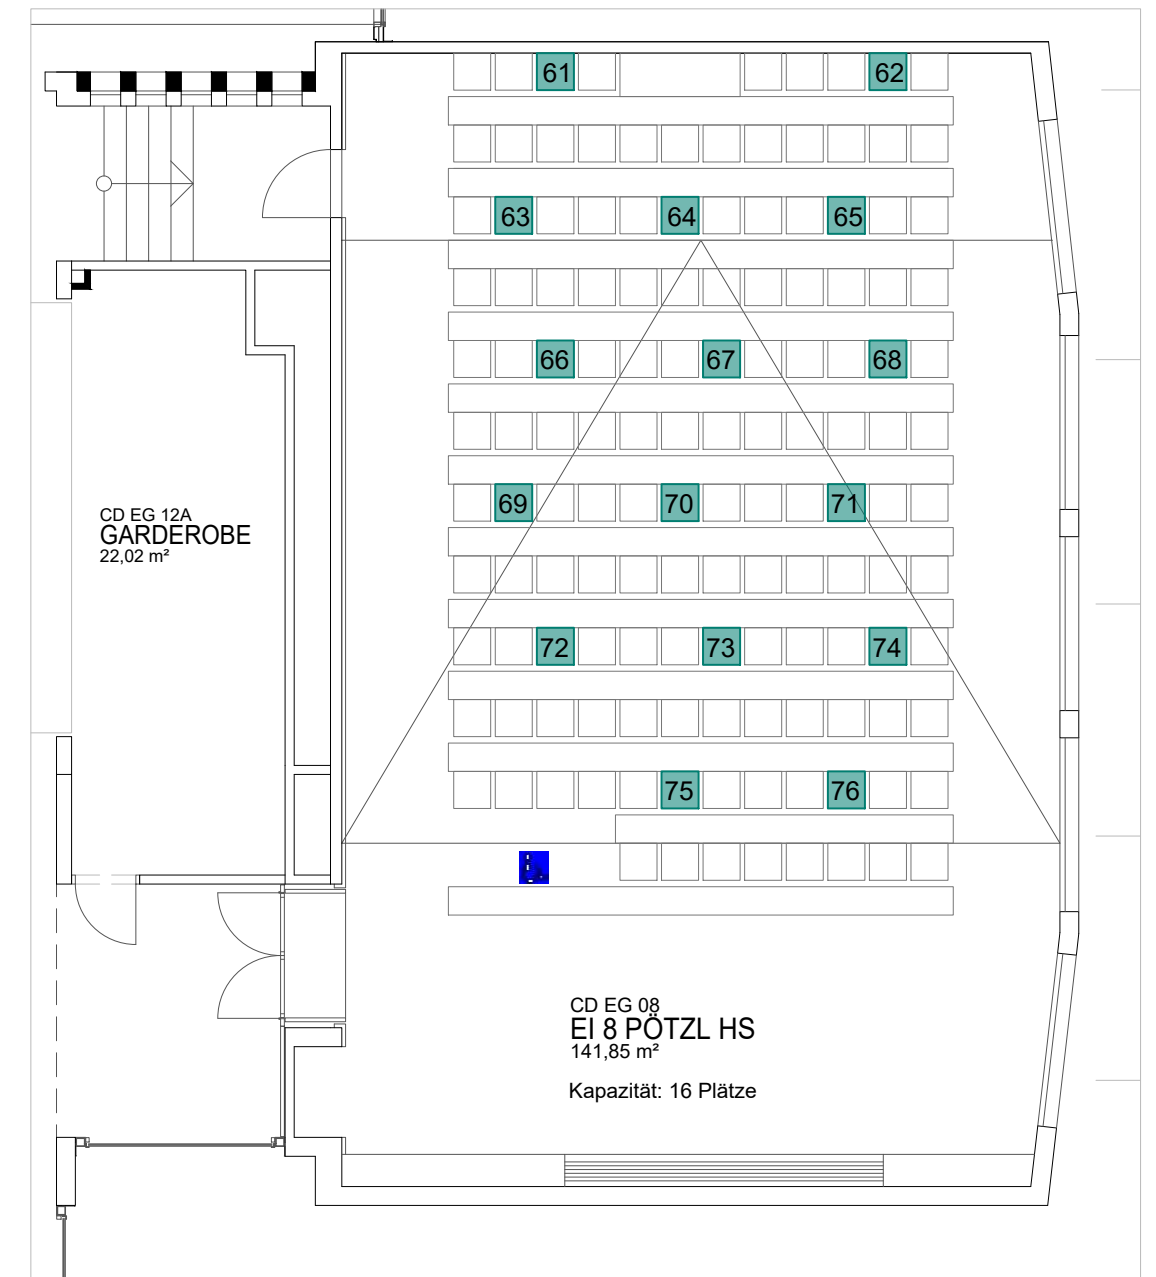 61 62
63 64 65
66 67 68
69 70 71
CD EG 12A
GARDEROBE
22,02 m²
72 73 74
75 76
CD EG 08
EI 8 PÖTZL HS
141,85 m²
Kapazität: 16 Plätze